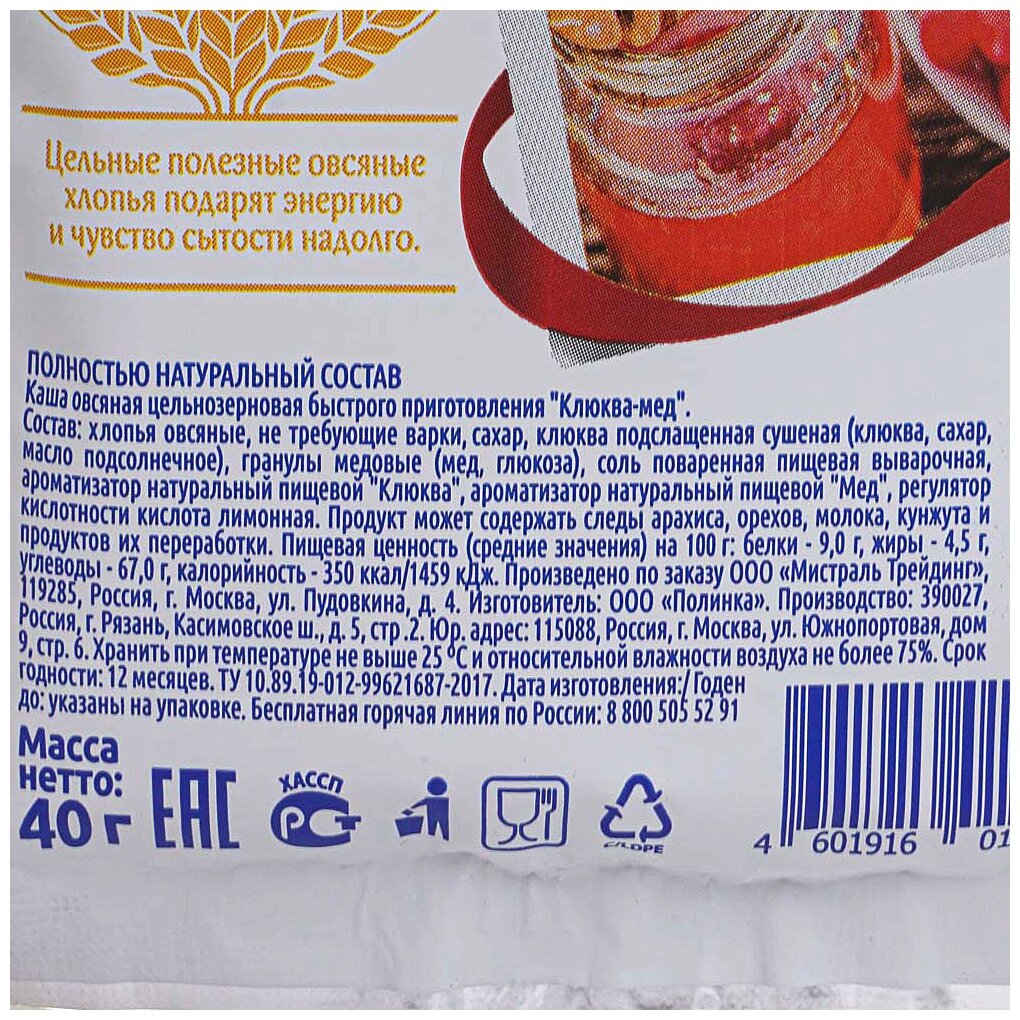 Цельные полезные овсяные
хлопья подарят энергию
и чувство сытости надолго.
ПОЛНОСТЬЮ НАТУРАЛЬНЫЙ СОСТАВ
Каша овсяная цельнозерновая быстрого приготовления "Клюква-мед".
Состав: хлопья овсяные, не требующие варки, сахар, клюква подслащенная сушеная (клюква, сахар,
масло подсолнечное), гранулы медовые (мед, глюкоза), соль поваренная пищевая выварочная,
ароматизатор натуральный пищевой "Клюква", ароматизатор натуральный пищевой "Мед", регулятор
кислотности кислота лимонная. Продукт может содержать следы арахиса, орехов, молока, кунжута и
продуктов их переработки. Пищевая ценность (средние значения) на 100 г: белки - 9,0 г, жиры - 4,5 г,
углеводы - 67,0 г, калорийность - 350 ккал/1459 кДж. Произведено по заказу ООО «Мистраль Трейдинг»,
119285, Россия, г. Москва, ул. Пудовкина, д. 4. Изготовитель: ООО «Полинка». Производство: 390027,
Россия, г. Рязань, Касимовское ш., д. 5, стр .2. Юр. адрес: 115088, Россия, г. Москва, ул. Южнопортовая, дом
9, стр. 6. Хранить при температуре не выше 25 °С и относительной влажности воздуха не более 75%. Срок
годности: 12 месяцев. ТУ 10.89.19-012-99621687-2017. Дата изготовления:/ Годен
до: указаны на упаковке. Бесплатная горячая линия по России: 8 800 505 52 91
Масса
нетто:
40 г
ЕАС
ХАССП
РСТ
C/LDPE
4 601916 01